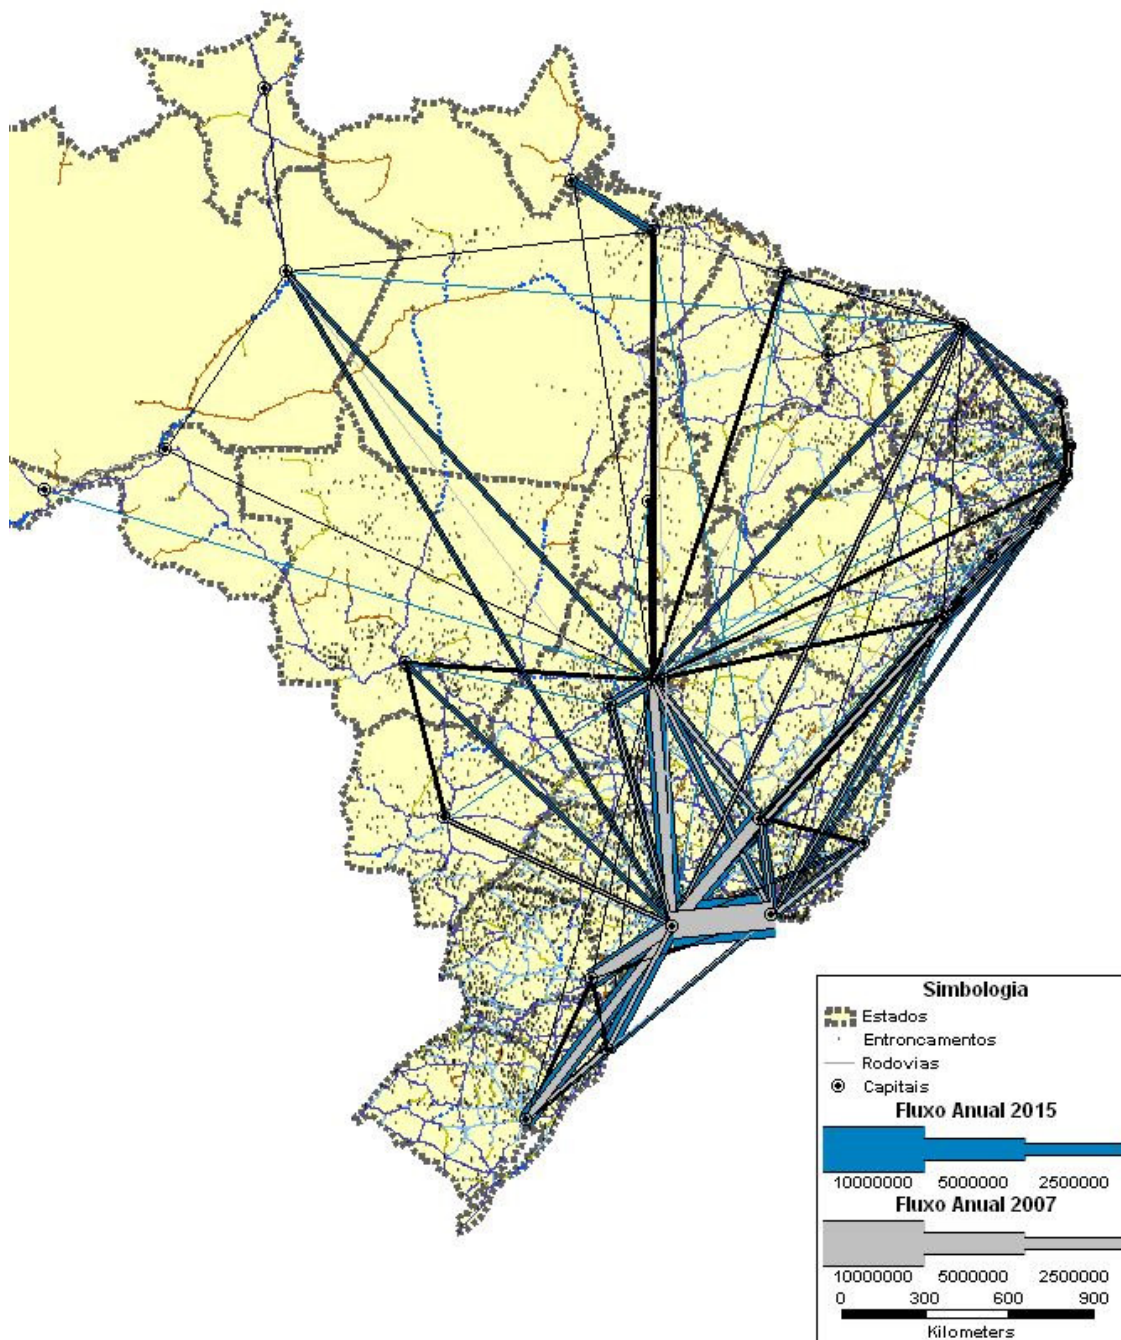 Simbologia
Estados
Entroncamentos
Rodovias
Capitais
Fluxo Anual 2015
10000000 5000000 2500000
Fluxo Anual 2007
10000000 5000000 2500000
0 300 600 900
Kilometers